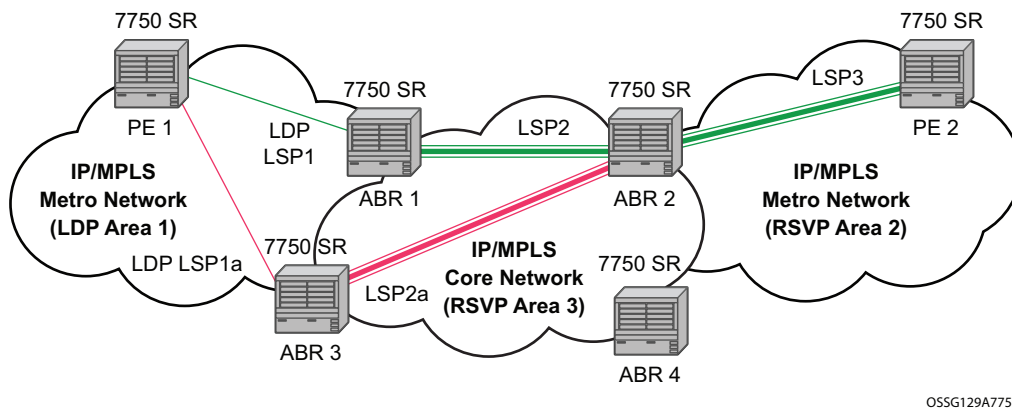 7750 SR
PE 1
LDP
LSP1
7750 SR
ABR 1
LSP2
7750 SR
ABR 2
LSP3
7750 SR
PE 2
IP/MPLS
Metro Network
(LDP Area 1)
IP/MPLS
Metro Network
(RSVP Area 2)
LDP LSP1a
7750 SR
ABR 3
LSP2a
IP/MPLS
Core Network
(RSVP Area 3)
7750 SR
ABR 4
OSSG129A775